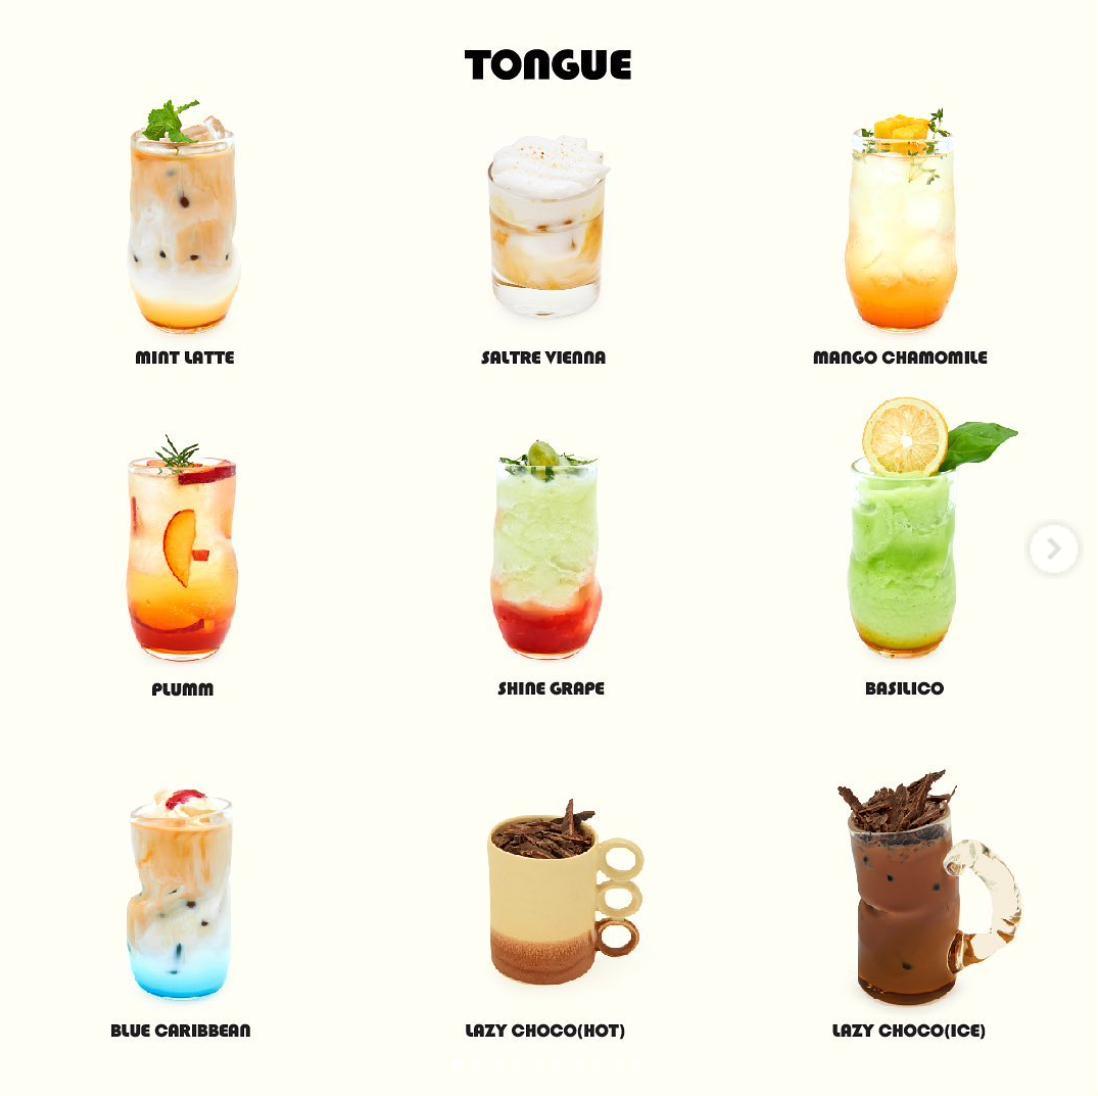 TONGUE
MINT LATTE
SALTRE VIENNA
MANGO CHAMOMILE
PLUMM
SHINE GRAPE
BASILICO
BLUE CARIBBEAN
LAZY CHOCO(HOT)
LAZY CHOCO(ICE)